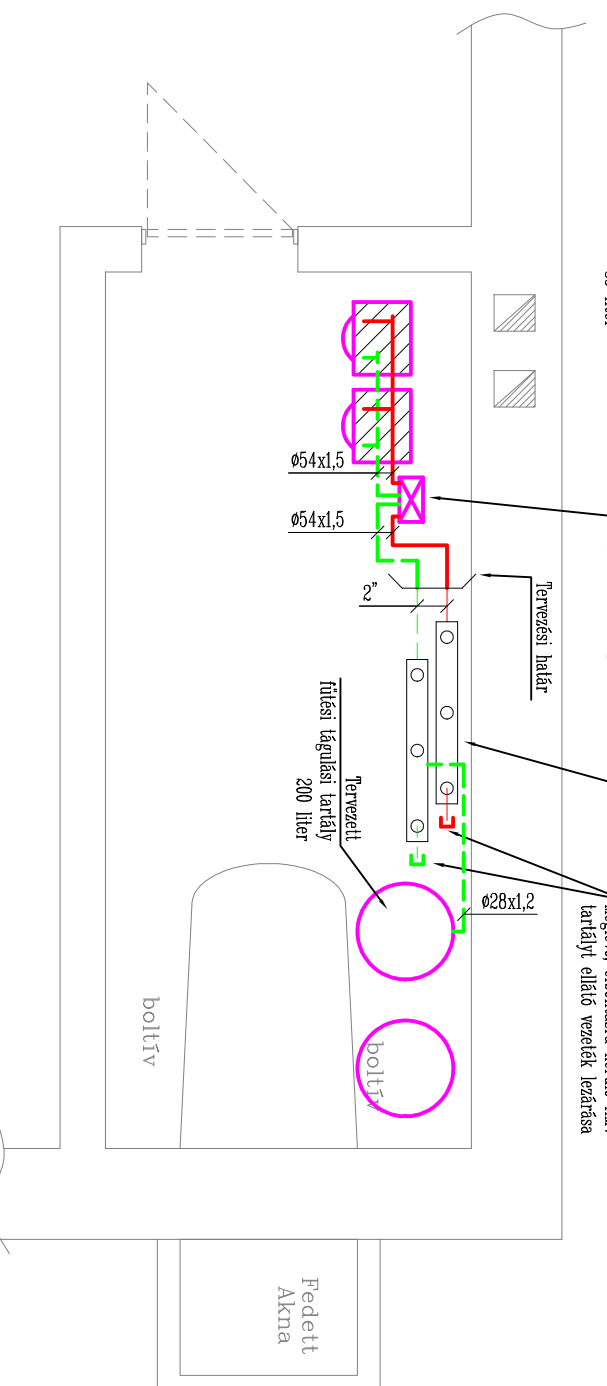 ø54x1,5
ø54x1,5
2"
Tervezési határ
Tervezett
fűtési tágulási tartály
200 liter
ø28x1,2
tartályt ellátó vezeték lezárása
boltív
boltív
Fedett
Akna